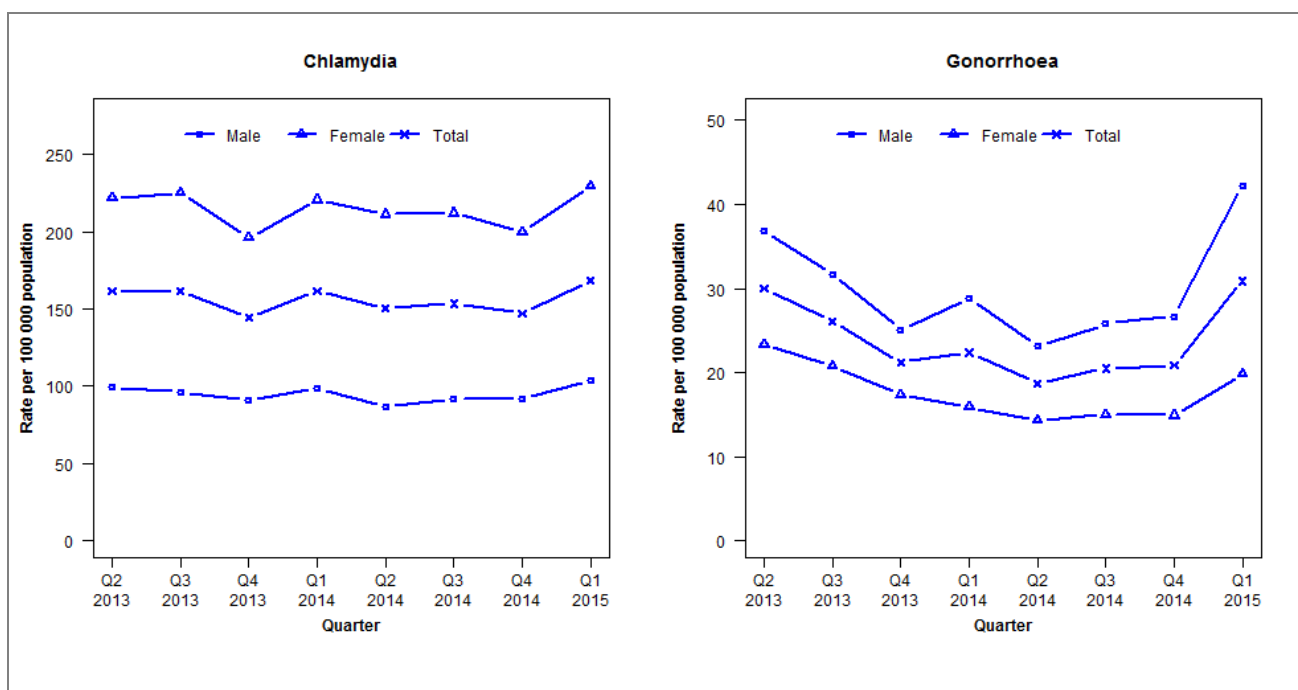 Chlamydia
Male Female Total
250
200
150
100
50
0
Rate per 100 000 population
Q2 Q3 Q4 Q1 Q2 Q3 Q4 Q1
2013 2013 2013 2014 2014 2014 2014 2015
Quarter
Gonorrhoea
Male Female Total
50
40
30
20
10
0
Rate per 100 000 population
Q2 Q3 Q4 Q1 Q2 Q3 Q4 Q1
2013 2013 2013 2014 2014 2014 2014 2015
Quarter